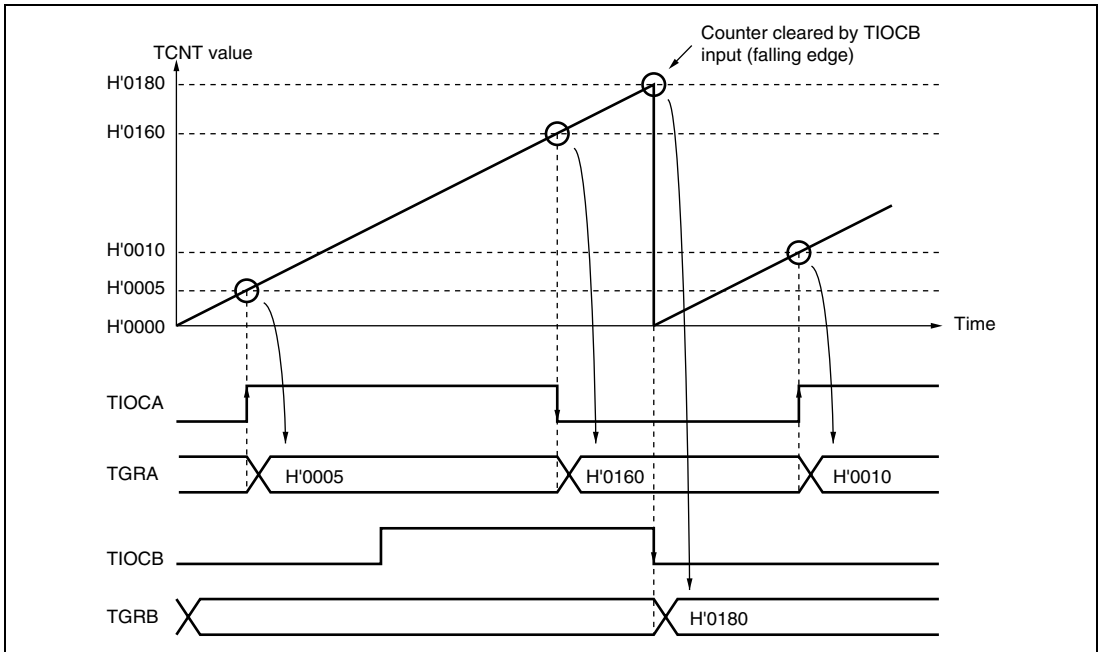 Counter cleared by TIOCB
input (falling edge)
TCNT value
H'0180
H'0160
H'0010
H'0005
H'0000
Time
TIOCA
TGRA
H'0005
H'0160
H'0010
TIOCB
TGRB
H'0180